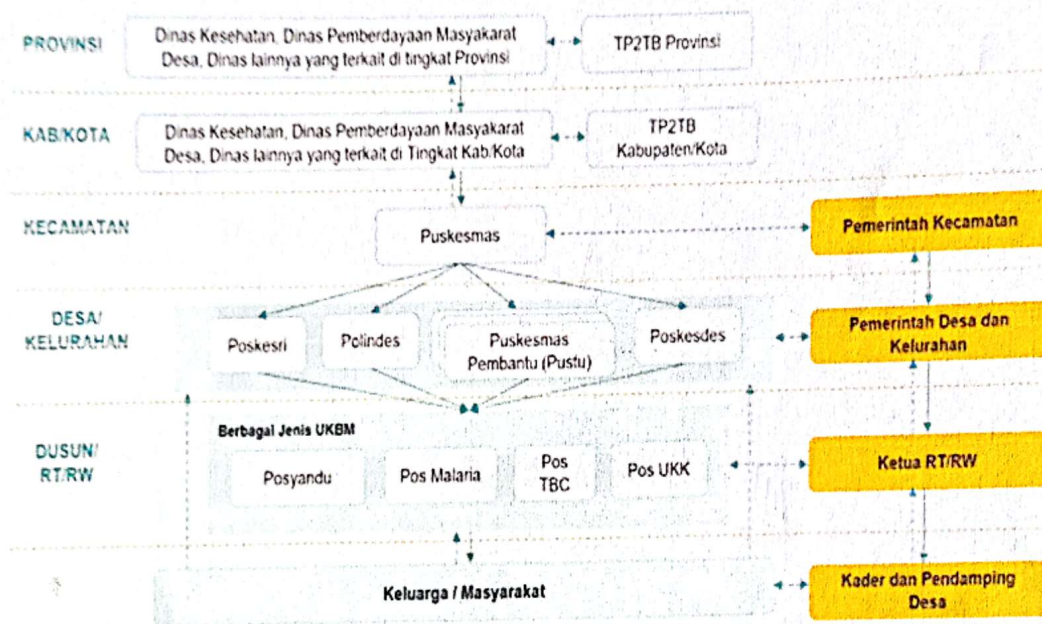 PROVINSI
Dinas Kesehatan, Dinas Pemberdayaan Masyakarat
Desa, Dinas lainnya yang terkait di tingkat Provinsi
TP2TB Provinsi
KAB/KOTA
Dinas Kesehatan, Dinas Pemberdayaan Masyakarat
Desa, Dinas lainnya yang terkait di Tingkat Kab/Kota
TP2TB
Kabupaten/Kota
KECAMATAN
Puskesmas
Pemerintah Kecamatan
DESA/
KELURAHAN
Poskesri
Polindes
Puskesmas
Pembantu (Pustu)
Poskesdes
Pemerintah Desa dan
Kelurahan
DUSUN/
RT/RW
Berbagai Jenis UKBM
Posyandu
Pos Malaria
Pos
TBC
Pos UKK
Ketua RT/RW
Keluarga / Masyarakat
Kader dan Pendamping
Desa